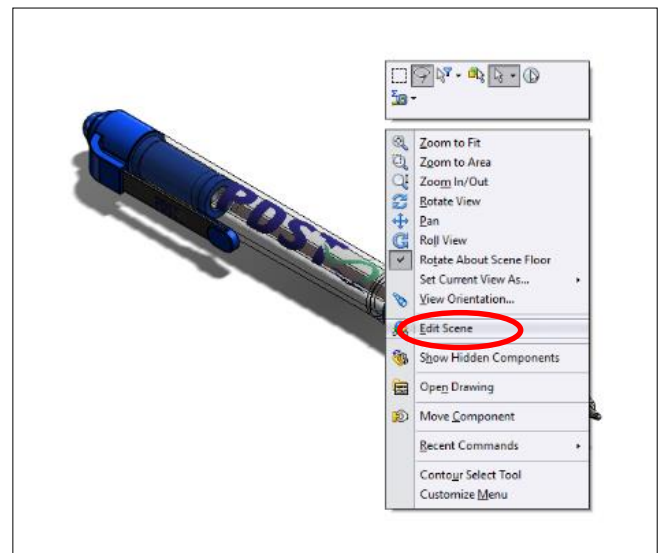 POST
Zoom to Fit
Zoom to Area
Zoom In/Out
Rotate View
Pan
Roll View
Rotate About Scene Floor
Set Current View As...
View Orientation...
Edit Scene
Show Hidden Components
Open Drawing
Move Component
Recent Commands
Contour Select Tool
Customize Menu